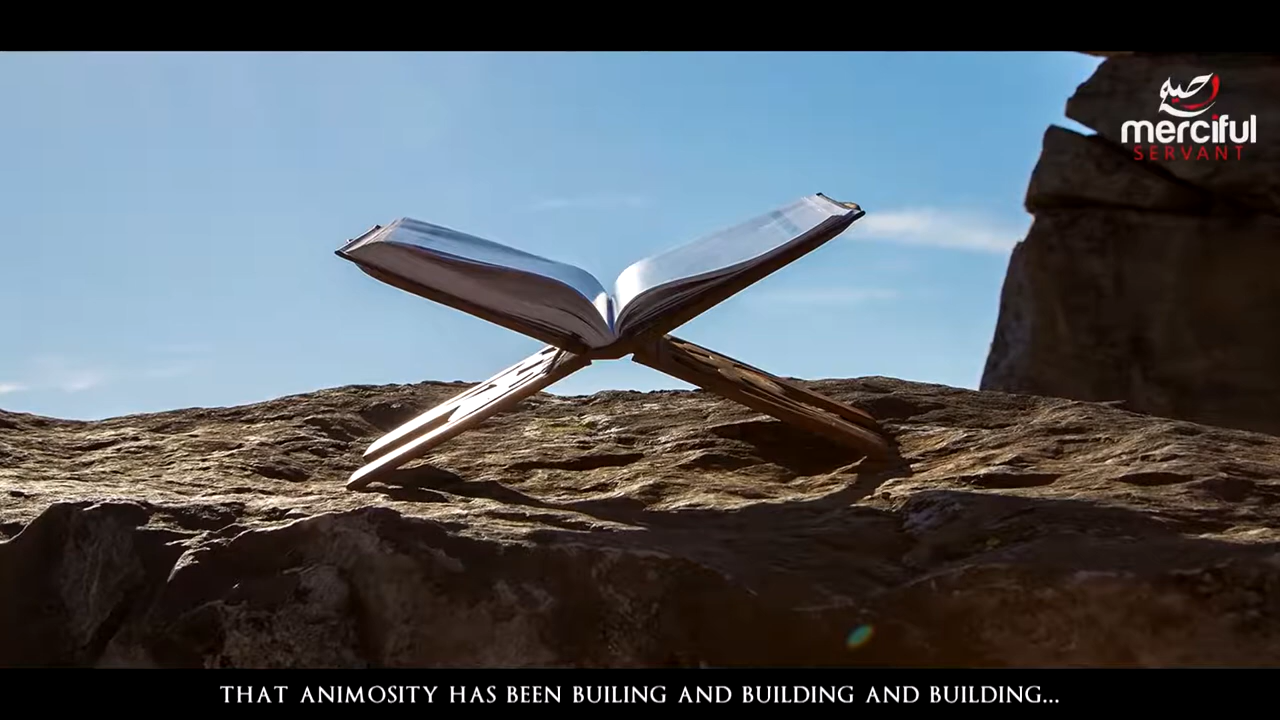 merciful
SERVANT
THAT ANIMOSITY HAS BEEN BUILING AND BUILDING AND BUILDING...